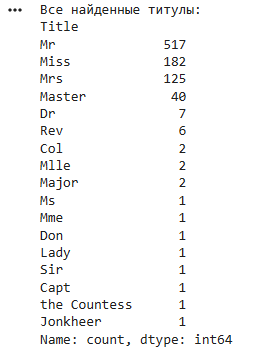 ••• Все найденные титулы:
Title
Mr 517
Miss 182
Mrs 125
Master 40
Dr 7
Rev 6
Col 2
Mlle 2
Major 2
Ms 1
Mme 1
Don 1
Lady 1
Sir 1
Capt 1
the Countess 1
Jonkheer 1
Name: count, dtype: int64